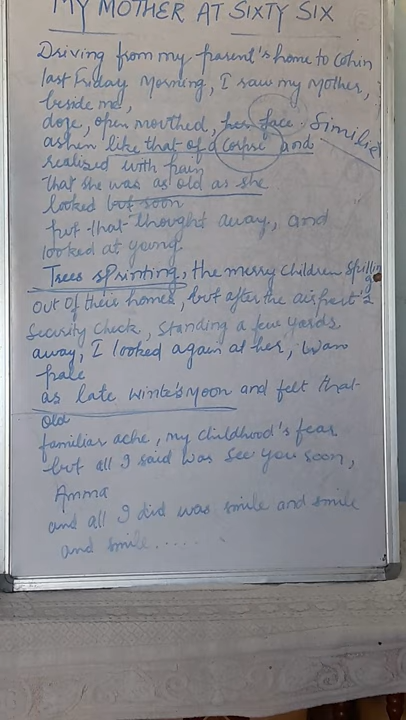 MY MOTHER AT SIXTY SIX
Driving from my parent's home to Cohin
last Friday Morning, I saw my Mother,
beside me,
doze, open mouthed, her face. Similie
ashen like that of a corpse and
realized with pain
that she was as old as she
looked but soon
put that thought away, and
looked at young.
Trees sprinting, the merry children spilling
out of their homes, but after the airport's
Security Check, Standing a few yards
away, I looked again at her, wan
pale
as late winter's moon and felt that
old
familiar ache, my childhood's fear
but all I said was see you soon,
Amma
and all I did was smile and smile
and smile.....